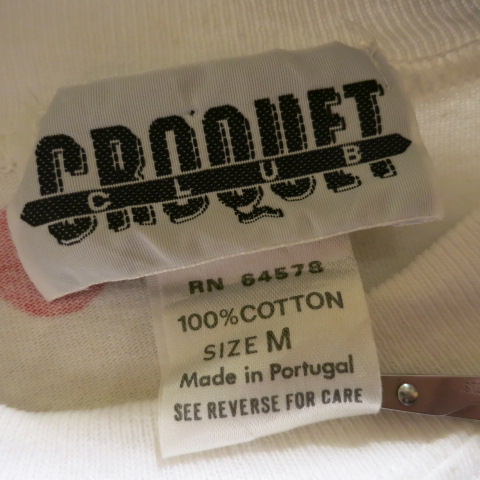 CROQUET
CLUB
RN 64578
100%COTTON
SIZE M
Made in Portugal
SEE REVERSE FOR CARE